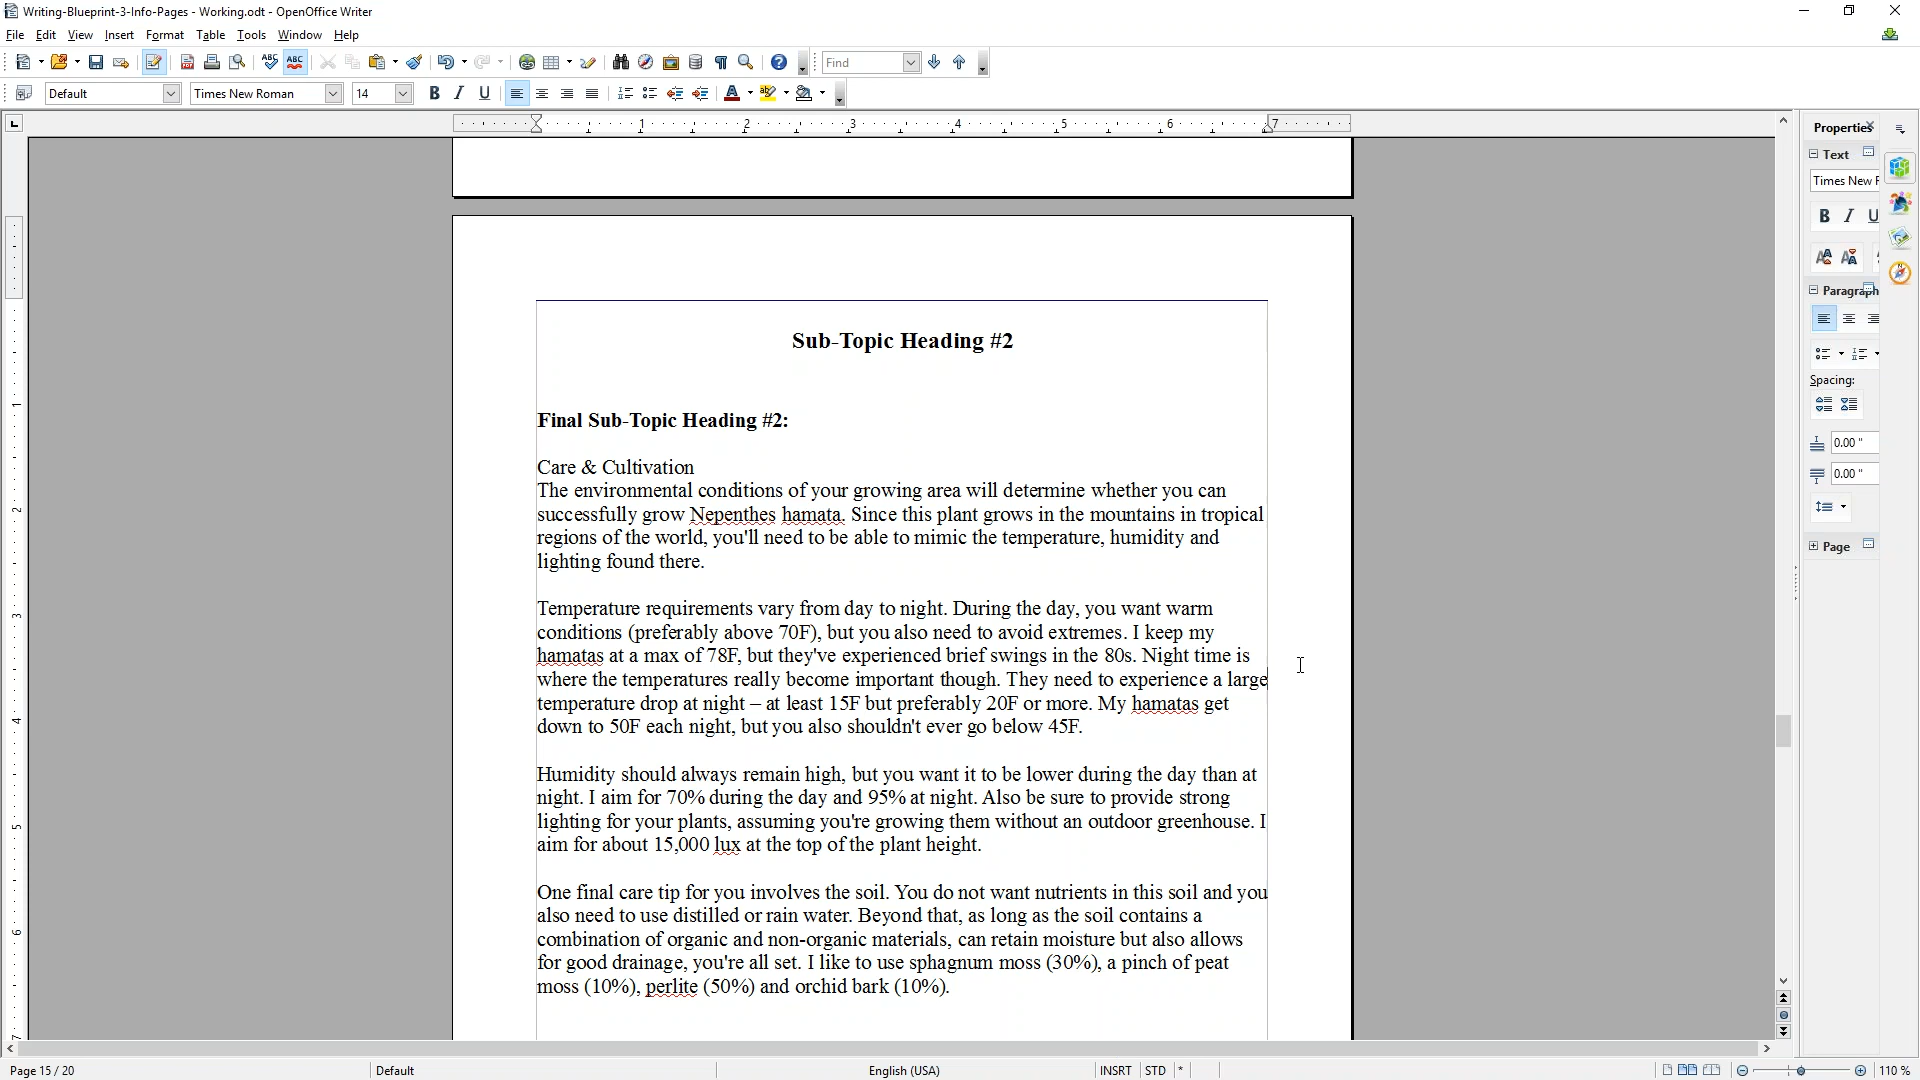 Writing-Blueprint-3-Info-Pages - Working.odt - OpenOffice Writer
File Edit View Insert Format Table Tools Window Help
Find
Default Times New Roman 14
1 2 3 4 5 6 7
Properties
Text
Times New
Paragraph
Spacing:
0.00 "
0.00 "
Page
Sub-Topic Heading #2
Final Sub-Topic Heading #2:
Care & Cultivation
The environmental conditions of your growing area will determine whether you can
successfully grow Nepenthes hamata. Since this plant grows in the mountains in tropical
regions of the world, you'll need to be able to mimic the temperature, humidity and
lighting found there.
Temperature requirements vary from day to night. During the day, you want warm
conditions (preferably above 70F), but you also need to avoid extremes. I keep my
hamatas at a max of 78F, but they've experienced brief swings in the 80s. Night time is
where the temperatures really become important though. They need to experience a large
temperature drop at night – at least 15F but preferably 20F or more. My hamatas get
down to 50F each night, but you also shouldn't ever go below 45F.
Humidity should always remain high, but you want it to be lower during the day than at
night. I aim for 70% during the day and 95% at night. Also be sure to provide strong
lighting for your plants, assuming you're growing them without an outdoor greenhouse. I
aim for about 15,000 lux at the top of the plant height.
One final care tip for you involves the soil. You do not want nutrients in this soil and you
also need to use distilled or rain water. Beyond that, as long as the soil contains a
combination of organic and non-organic materials, can retain moisture but also allows
for good drainage, you're all set. I like to use sphagnum moss (30%), a pinch of peat
moss (10%), perlite (50%) and orchid bark (10%).
Page 15 / 20 Default English (USA) INSRT STD * 110 %